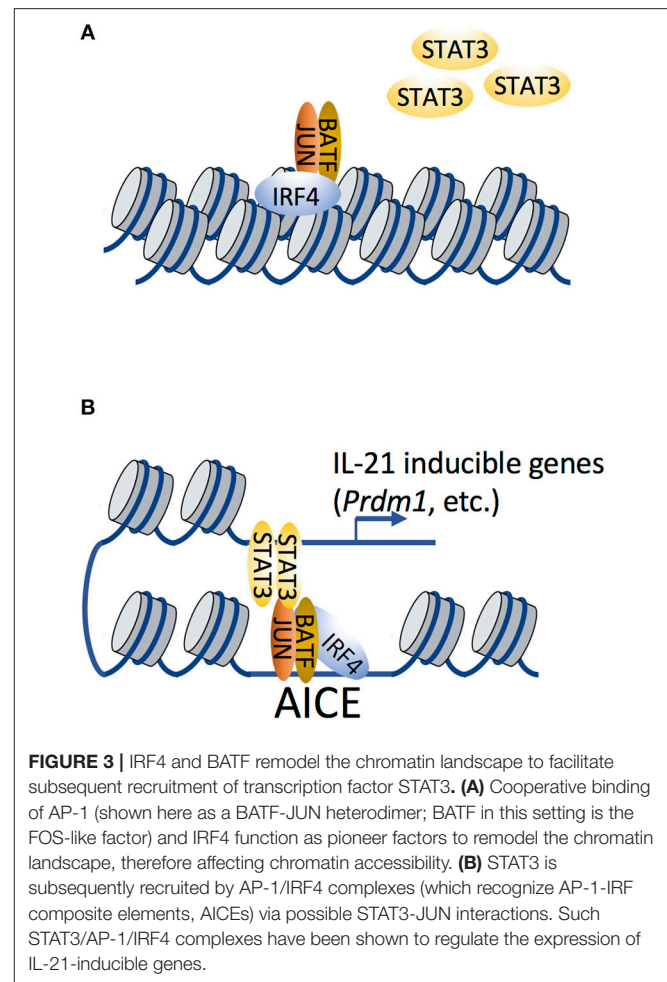 A
STAT3
STAT3
STAT3
JUN
BATF
IRF4
B
IL-21 inducible genes
(Prdm1, etc.)
STAT3
STAT3
JUN
BATF
IRF4
AICE
FIGURE 3 | IRF4 and BATF remodel the chromatin landscape to facilitate
subsequent recruitment of transcription factor STAT3. (A) Cooperative binding
of AP-1 (shown here as a BATF-JUN heterodimer; BATF in this setting is the
FOS-like factor) and IRF4 function as pioneer factors to remodel the chromatin
landscape, therefore affecting chromatin accessibility. (B) STAT3 is
subsequently recruited by AP-1/IRF4 complexes (which recognize AP-1-IRF
composite elements, AICEs) via possible STAT3-JUN interactions. Such
STAT3/AP-1/IRF4 complexes have been shown to regulate the expression of
IL-21-inducible genes.